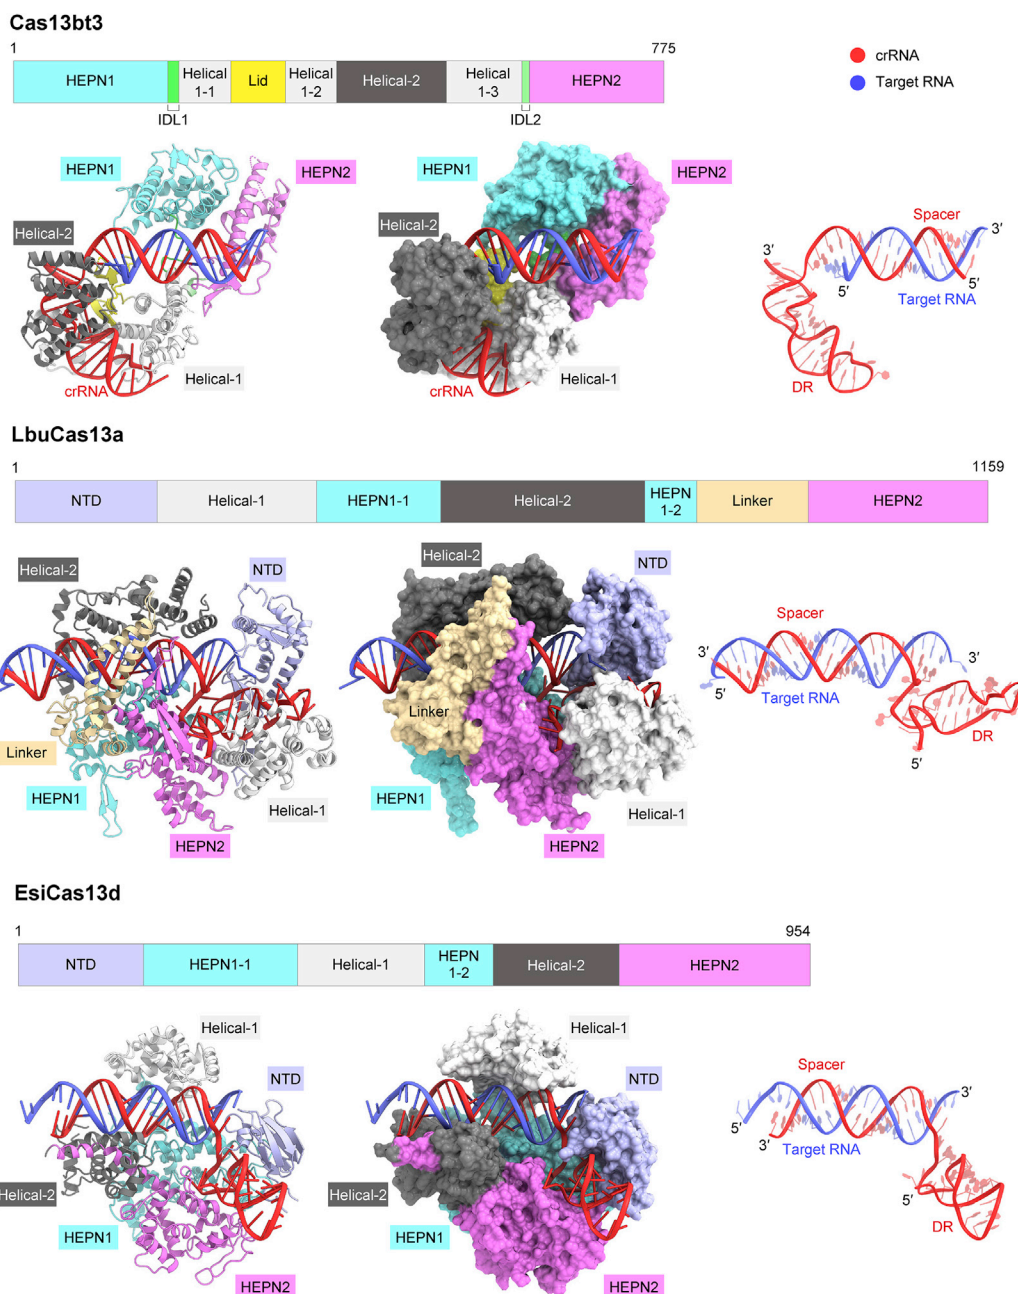 Cas13bt3
1 775
HEPN1 Helical 1-1 Lid Helical 1-2 Helical-2 Helical 1-3 HEPN2
IDL1 IDL2
crRNA
Target RNA
HEPN1 HEPN2 Helical-2 Helical-1 crRNA
HEPN1 HEPN2 Helical-2 Helical-1 crRNA
Spacer 3′ 3′ 5′ 5′ Target RNA DR
LbuCas13a
1 1159
NTD Helical-1 HEPN1-1 Helical-2 HEPN 1-2 Linker HEPN2
Helical-2 NTD Linker HEPN1 Helical-1 HEPN2
Helical-2 NTD Linker HEPN1 Helical-1 HEPN2
Spacer 3′ 5′ 3′ Target RNA DR 5′
EsiCas13d
1 954
NTD HEPN1-1 Helical-1 HEPN 1-2 Helical-2 HEPN2
Helical-1 NTD Helical-2 HEPN1 HEPN2
Helical-1 NTD Helical-2 HEPN1 HEPN2
Spacer 3′ 5′ 3′ Target RNA 5′ DR